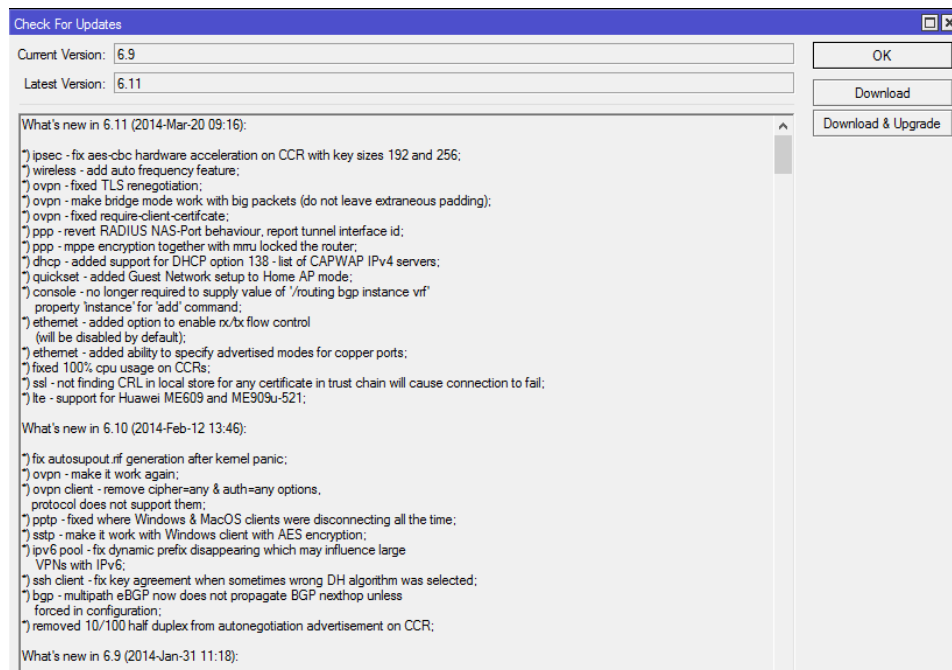 Check For Updates
Current Version: 6.9
OK
Latest Version: 6.11
Download
Download & Upgrade
What's new in 6.11 (2014-Mar-20 09:16):
*) ipsec - fix aes-cbc hardware acceleration on CCR with key sizes 192 and 256;
*) wireless - add auto frequency feature;
*) ovpn - fixed TLS renegotiation;
*) ovpn - make bridge mode work with big packets (do not leave extraneous padding);
*) ovpn - fixed require-client-certifcate;
*) ppp - revert RADIUS NAS-Port behaviour, report tunnel interface id;
*) ppp - mppe encryption together with mrru locked the router;
*) dhcp - added support for DHCP option 138 - list of CAPWAP IPv4 servers;
*) quickset - added Guest Network setup to Home AP mode;
*) console - no longer required to supply value of '/routing bgp instance vrf'
property 'instance' for 'add' command;
*) ethernet - added option to enable rx/tx flow control
(will be disabled by default);
*) ethernet - added ability to specify advertised modes for copper ports;
*) fixed 100% cpu usage on CCRs;
*) ssl - not finding CRL in local store for any certificate in trust chain will cause connection to fail;
*) lte - support for Huawei ME609 and ME909u-521;
What's new in 6.10 (2014-Feb-12 13:46):
*) fix autosupout.rif generation after kernel panic;
*) ovpn - make it work again;
*) ovpn client - remove cipher=any & auth=any options,
protocol does not support them;
*) pptp - fixed where Windows & MacOS clients were disconnecting all the time;
*) sstp - make it work with Windows client with AES encryption;
*) ipv6 pool - fix dynamic prefix disappearing which may influence large
VPNs with IPv6;
*) ssh client - fix key agreement when sometimes wrong DH algorithm was selected;
*) bgp - multipath eBGP now does not propagate BGP nexthop unless
forced in configuration;
*) removed 10/100 half duplex from autonegotiation advertisement on CCR;
What's new in 6.9 (2014-Jan-31 11:18):